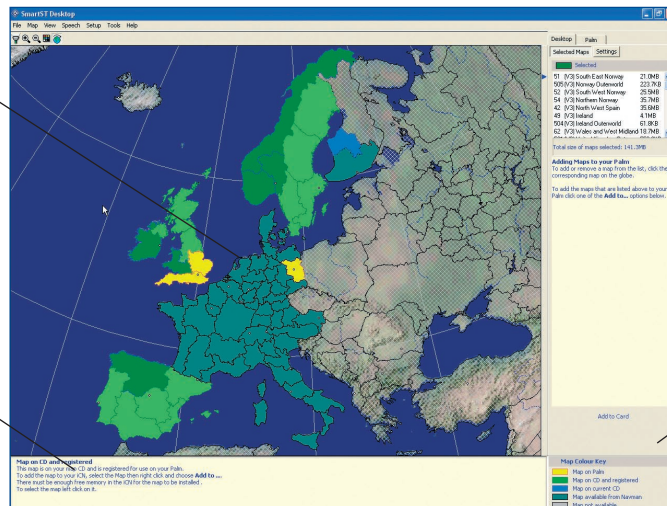 SmartST Desktop
File Map View Speech Setup Tools Help
Desktop Palm
Selected Maps Settings
Selected
51 (V3) South East Norway 21.0MB
505 (V3) Norway Outerworld 223.7KB
52 (V3) South West Norway 25.5MB
54 (V3) Northern Norway 35.7MB
42 (V3) North West Spain 35.6MB
49 (V3) Ireland 4.1MB
504 (V3) Ireland Outerworld 61.8KB
62 (V3) Wales and West Midland 18.7MB
Total size of maps selected: 141.3MB
Adding Maps to your Palm
To add or remove a map from the list, click the
corresponding map on the globe.
To add the maps that are listed above to your
Palm click one of the Add to... options below.
Add to Card
Map on CD and registered
This map is on your map CD and is registered for use on your Palm.
To add the map to your iCN, select the Map then right click and choose Add to ...
There must be enough free memory in the iCN for the map to be installed .
To select the map left click on it.
Map Colour Key
Map on Palm
Map on CD and registered
Map on current CD
Map available from Navman
Map not available